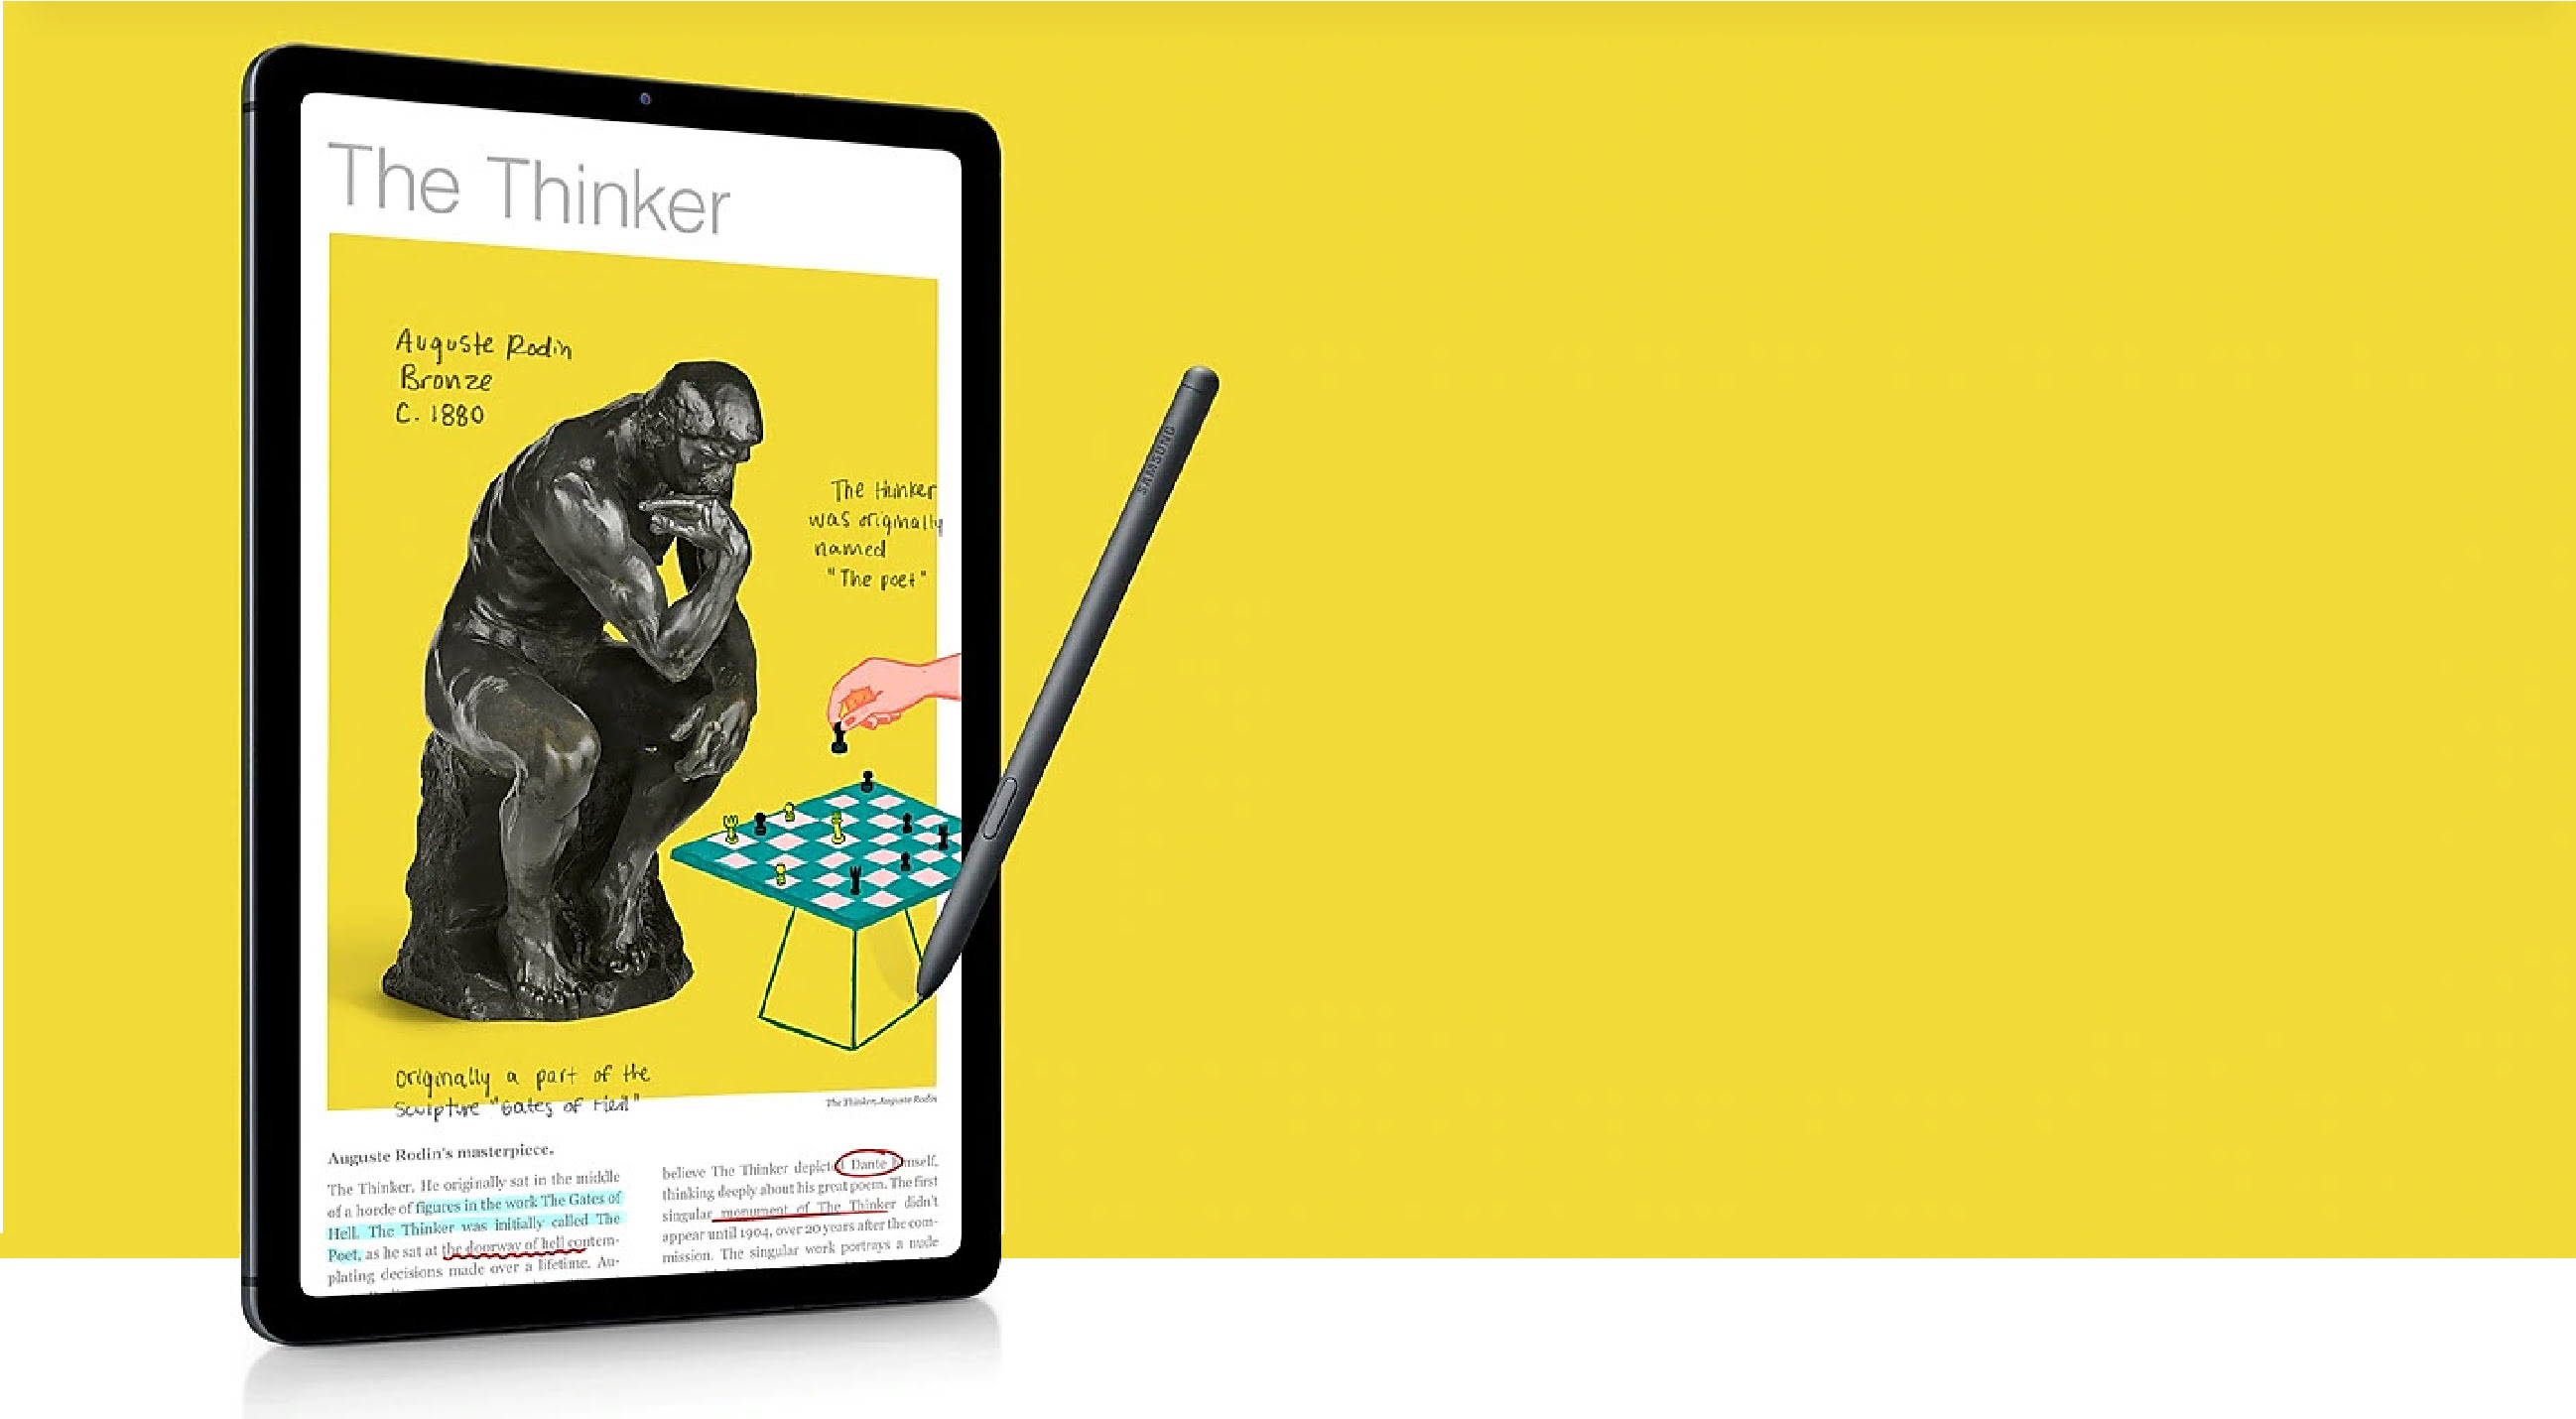 The Thinker
Auguste Rodin
Bronze
C. 1880
The thinker
was originally
named
"The poet"
SAMSUNG
Originally a part of the
Sculpture "Gates of Hell"
The Thinker, Auguste Rodin
Auguste Rodin's masterpiece.
The Thinker. He originally sat in the middle
of a horde of figures in the work The Gates of
Hell. The Thinker was initially called The
Poet, as he sat at the doorway of hell contem-
plating decisions made over a lifetime. Au-
believe The Thinker depicted Dante himself,
thinking deeply about his great poem. The first
singular monument of The Thinker didn't
appear until 1904, over 20 years after the com-
mission. The singular work portrays a nude